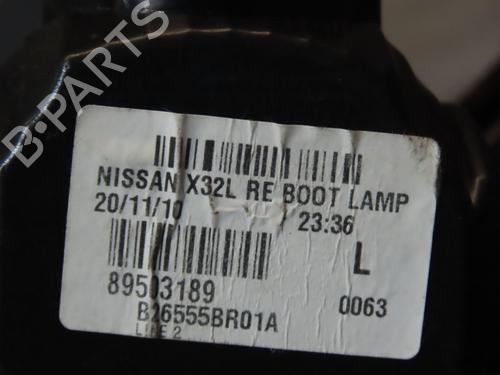 B-PARTS
NISSAN X32L RE BOOT LAMP
20/11/10 23:36
L
89503189 0063
B26555BR01A
LINE 2